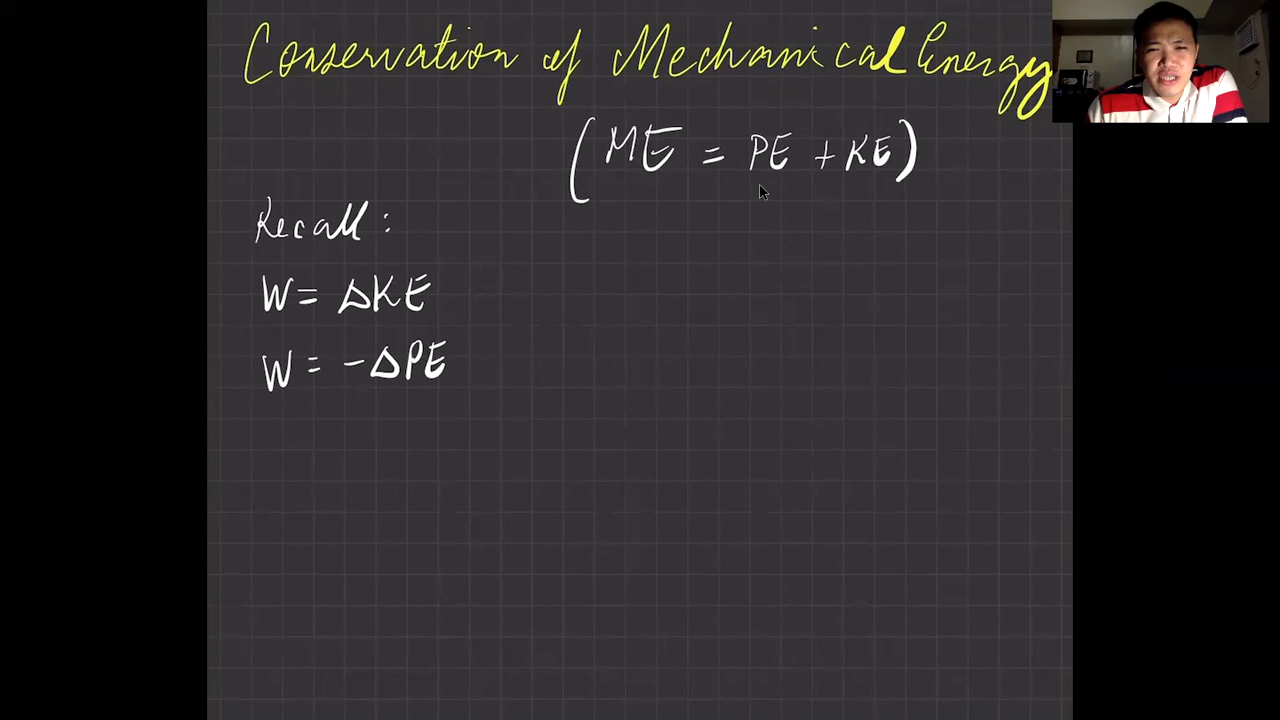 Conservation of Mechanical Energy
(ME = PE + KE)
Recall:
W = ΔKE
W = -ΔPE